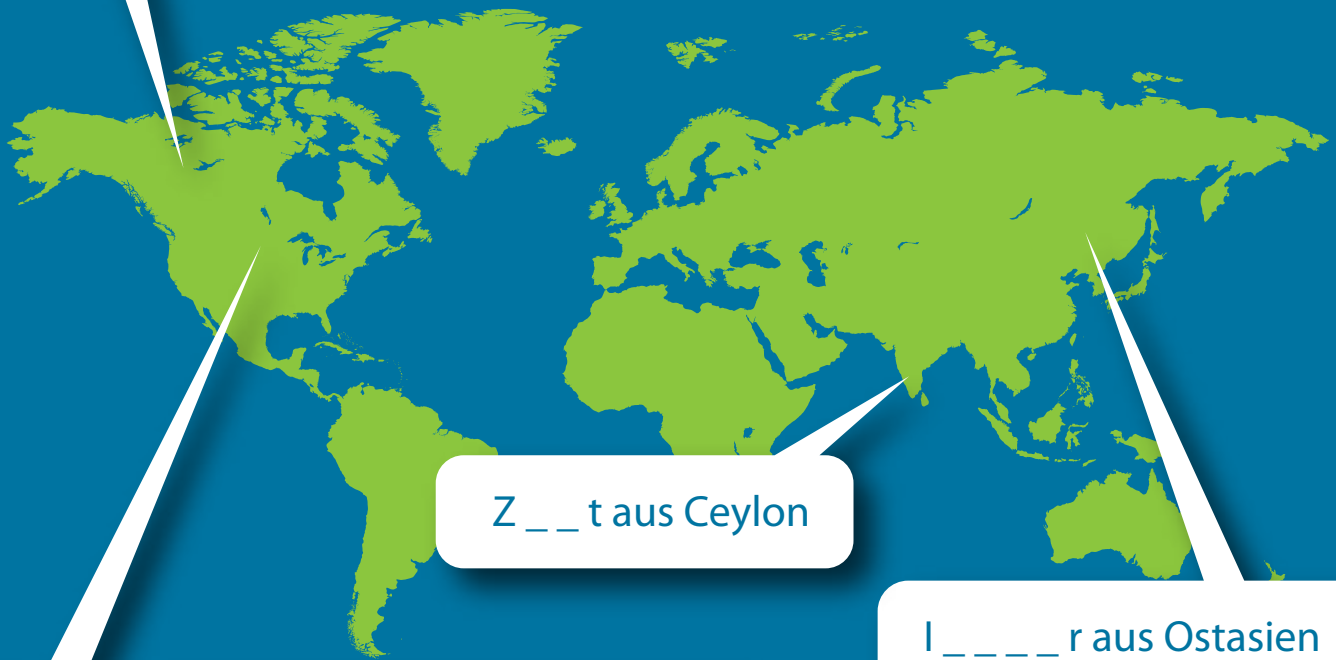 Z _ _ t aus Ceylon
I _ _ _ _ r aus Ostasien